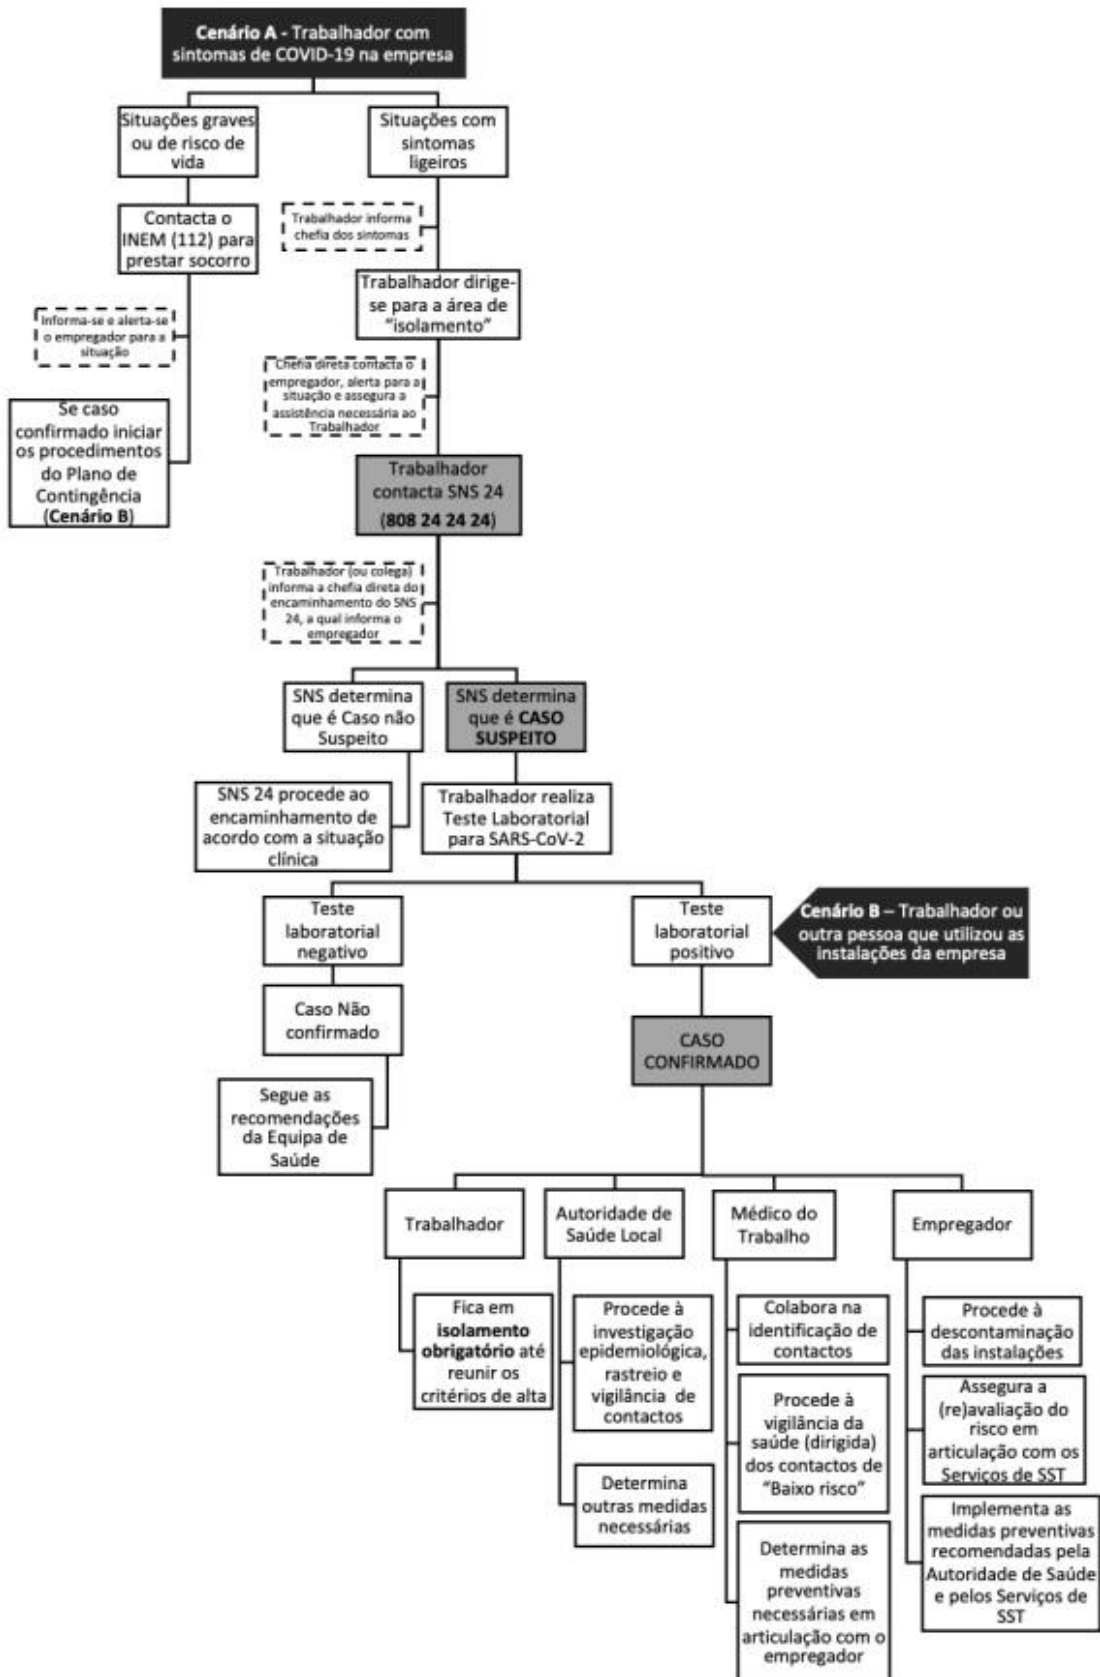 Cenário A - Trabalhador com
sintomas de COVID-19 na empresa
Situações graves
ou de risco de
vida
Situações com
sintomas
ligeiros
Contacta o
INEM (112) para
prestar socorro
Trabalhador informa
chefia dos sintomas
Trabalhador dirige-
se para a área de
“isolamento”
Informa-se e alerta-se
o empregador para a
situação
Chefia direta contacta o
empregador, alerta para a
situação e assegura a
assistência necessária ao
Trabalhador
Se caso
confirmado iniciar
os procedimentos
do Plano de
Contingência
(Cenário B)
Trabalhador
contacta SNS 24
(808 24 24 24)
Trabalhador (ou colega)
informa a chefia direta do
encaminhamento do SNS
24, a qual informa o
empregador
SNS determina
que é Caso não
Suspeito
SNS determina
que é CASO
SUSPEITO
SNS 24 procede ao
encaminhamento de
acordo com a situação
clínica
Trabalhador realiza
Teste Laboratorial
para SARS-CoV-2
Teste
laboratorial
negativo
Teste
laboratorial
positivo
Cenário B – Trabalhador ou
outra pessoa que utilizou as
instalações da empresa
Caso Não
confirmado
CASO
CONFIRMADO
Segue as
recomendações
da Equipa de
Saúde
Trabalhador
Autoridade de
Saúde Local
Médico do
Trabalho
Empregador
Fica em
isolamento
obrigatório até
reunir os
critérios de alta
Procede à
investigação
epidemiológica,
rastreio e
vigilância de
contactos
Determina
outras medidas
necessárias
Colabora na
identificação de
contactos
Procede à
vigilância da
saúde (dirigida)
dos contactos de
“Baixo risco”
Determina as
medidas
preventivas
necessárias em
articulação com o
empregador
Procede à
descontaminação
das instalações
Assegura a
(re)avaliação do
risco em
articulação com os
Serviços de SST
Implementa as
medidas preventivas
recomendadas pela
Autoridade de Saúde
e pelos Serviços de
SST